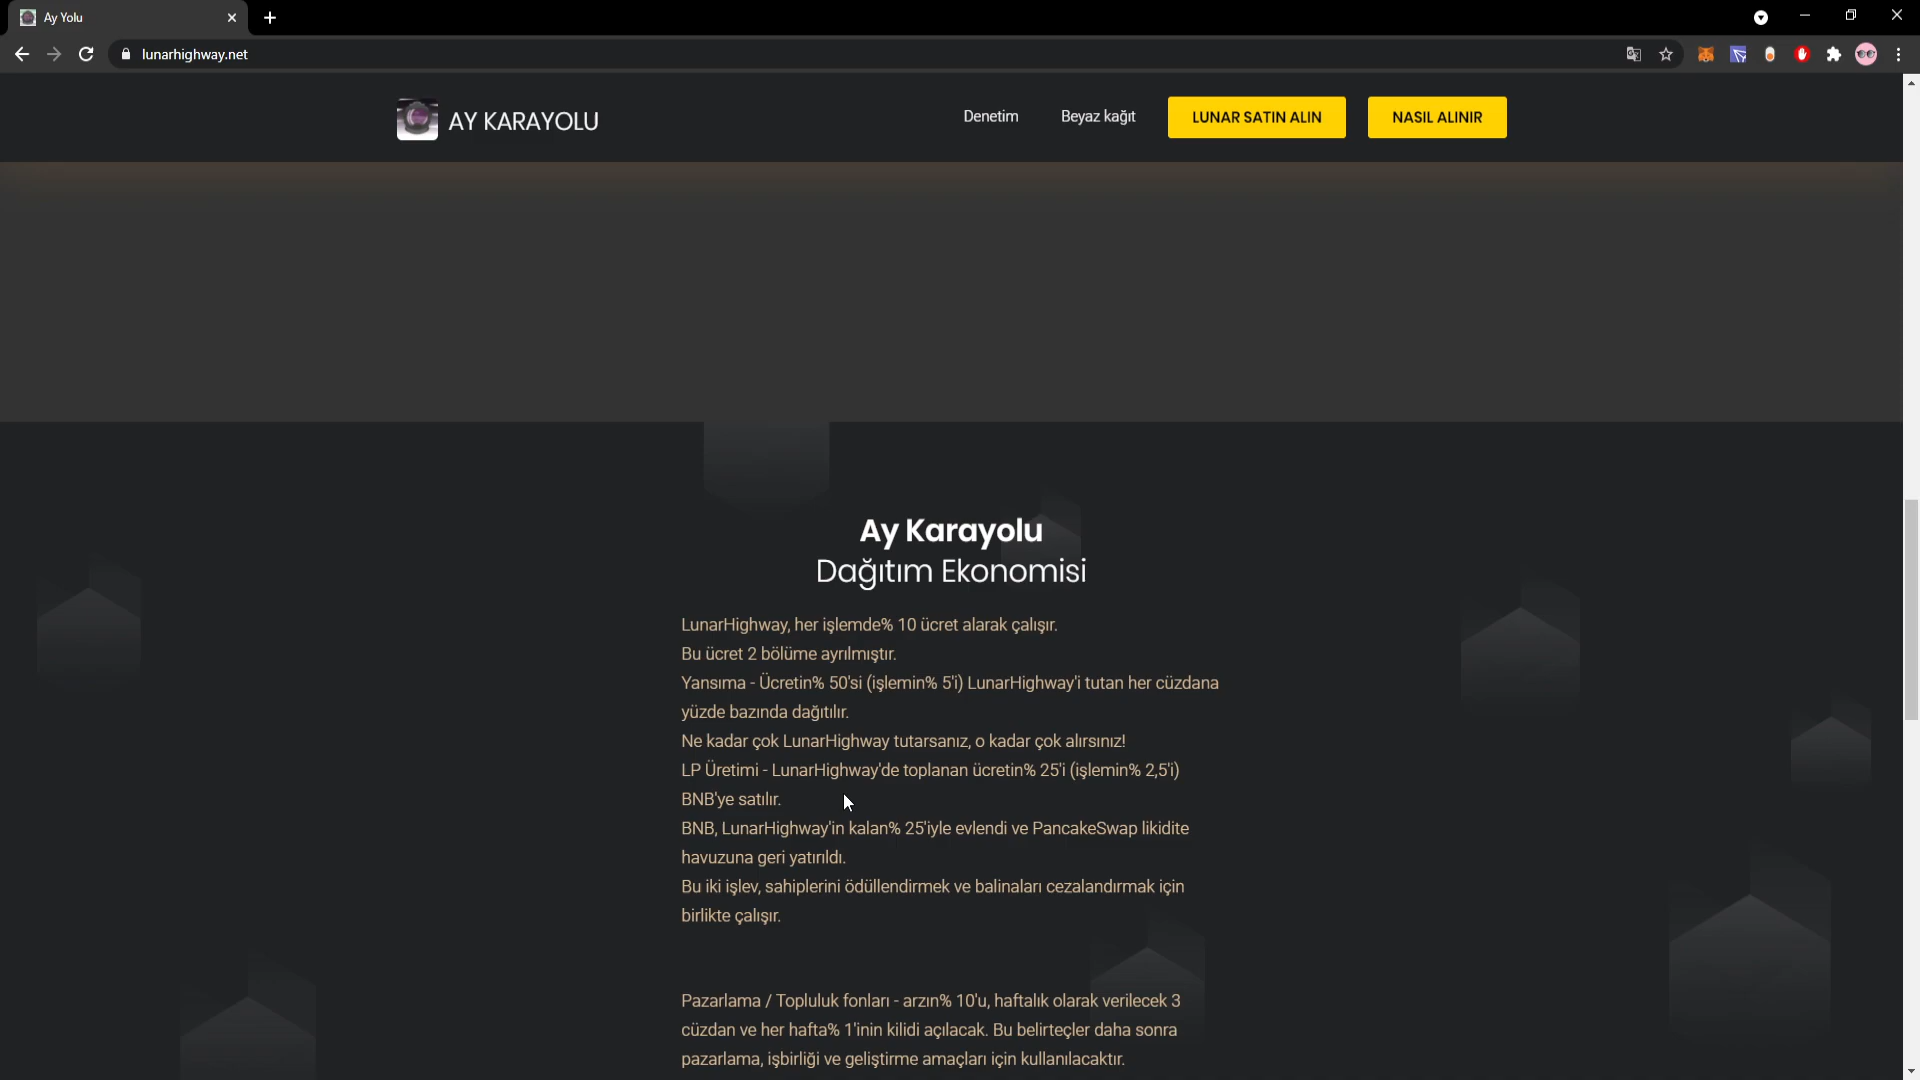 Ay Yolu
lunarhighway.net
AY KARAYOLU
Denetim
Beyaz kağıt
LUNAR SATIN ALIN
NASIL ALINIR
Ay Karayolu
Dağıtım Ekonomisi
LunarHighway, her işlemde% 10 ücret alarak çalışır.
Bu ücret 2 bölüme ayrılmıştır.
Yansıma - Ücretin% 50'si (işlemin% 5'i) LunarHighway'i tutan her cüzdana
yüzde bazında dağıtılır.
Ne kadar çok LunarHighway tutarsanız, o kadar çok alırsınız!
LP Üretimi - LunarHighway'de toplanan ücretin% 25'i (işlemin% 2,5'i)
BNB'ye satılır.
BNB, LunarHighway'in kalan% 25'iyle evlendi ve PancakeSwap likidite
havuzuna geri yatırıldı.
Bu iki işlev, sahiplerini ödüllendirmek ve balinaları cezalandırmak için
birlikte çalışır.
Pazarlama / Topluluk fonları - arzın% 10'u, haftalık olarak verilecek 3
cüzdan ve her hafta% 1'inin kilidi açılacak. Bu belirteçler daha sonra
pazarlama, işbirliği ve geliştirme amaçları için kullanılacaktır.